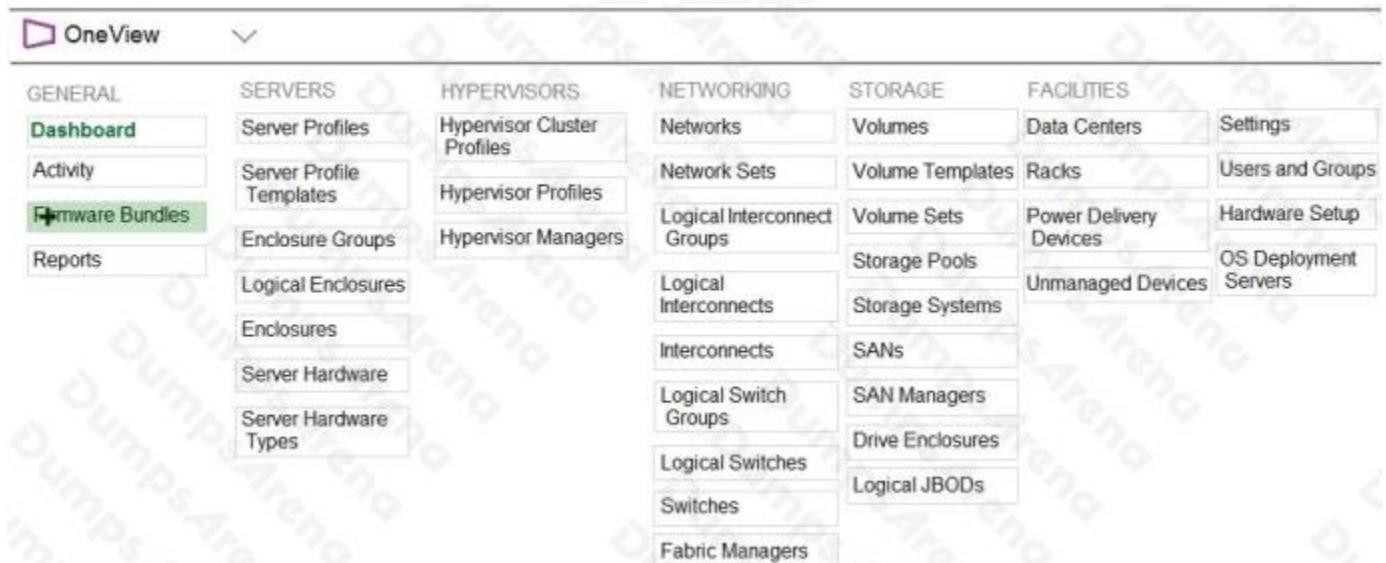 OneView
GENERAL
Dashboard
Activity
Firmware Bundles
Reports
SERVERS
Server Profiles
Server Profile
Templates
Enclosure Groups
Logical Enclosures
Enclosures
Server Hardware
Server Hardware
Types
HYPERVISORS
Hypervisor Cluster
Profiles
Hypervisor Profiles
Hypervisor Managers
NETWORKING
Networks
Network Sets
Logical Interconnect
Groups
Logical
Interconnects
Interconnects
Logical Switch
Groups
Logical Switches
Switches
Fabric Managers
STORAGE
Volumes
Volume Templates
Volume Sets
Storage Pools
Storage Systems
SANs
SAN Managers
Drive Enclosures
Logical JBODs
FACILITIES
Data Centers
Racks
Power Delivery
Devices
Unmanaged Devices
Settings
Users and Groups
Hardware Setup
OS Deployment
Servers
DumpsArena